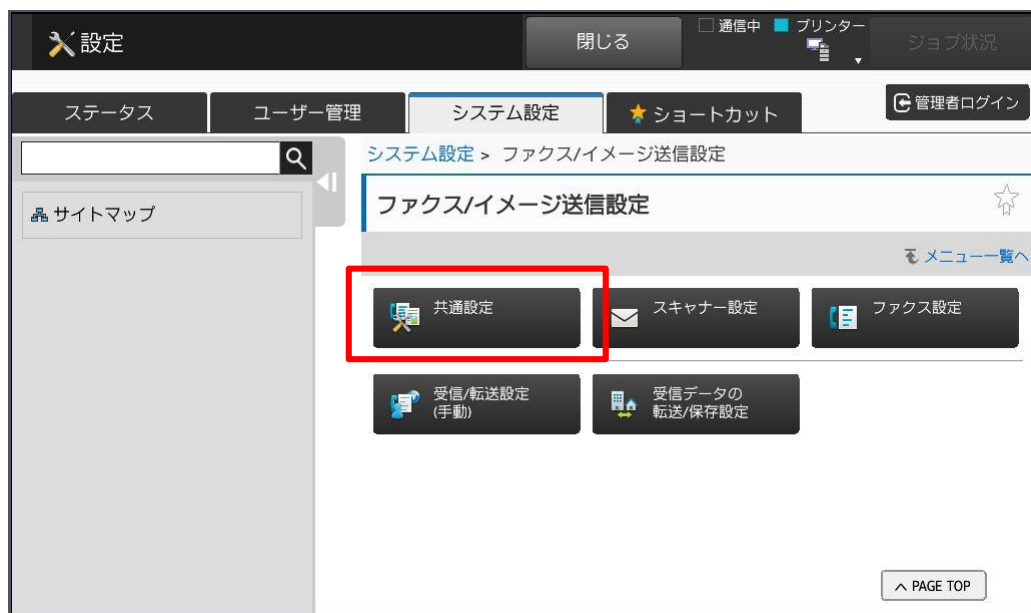 設定
閉じる
通信中
プリンター
ジョブ状況
ステータス
ユーザー管理
システム設定
ショートカット
管理者ログイン
システム設定 > ファクス/イメージ送信設定
サイトマップ
ファクス/イメージ送信設定
メニュー一覧へ
共通設定
スキャナー設定
ファクス設定
受信/転送設定
(手動)
受信データの
転送/保存設定
PAGE TOP